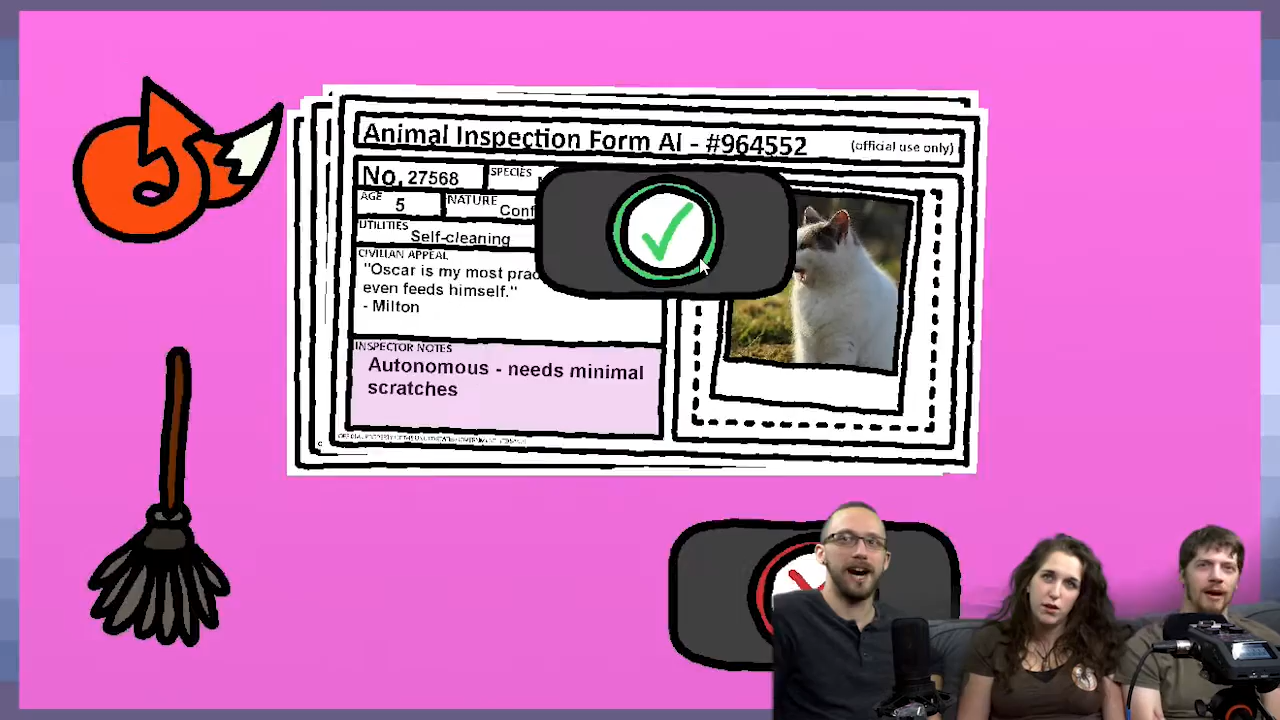 Animal Inspection Form AI - #964552
(official use only)
No. 27568
SPECIES
AGE
5
NATURE
Conf
UTILITIES
Self-cleaning
CIVILIAN APPEAL
"Oscar is my most prac
even feeds himself."
- Milton
INSPECTOR NOTES
Autonomous - needs minimal
scratches